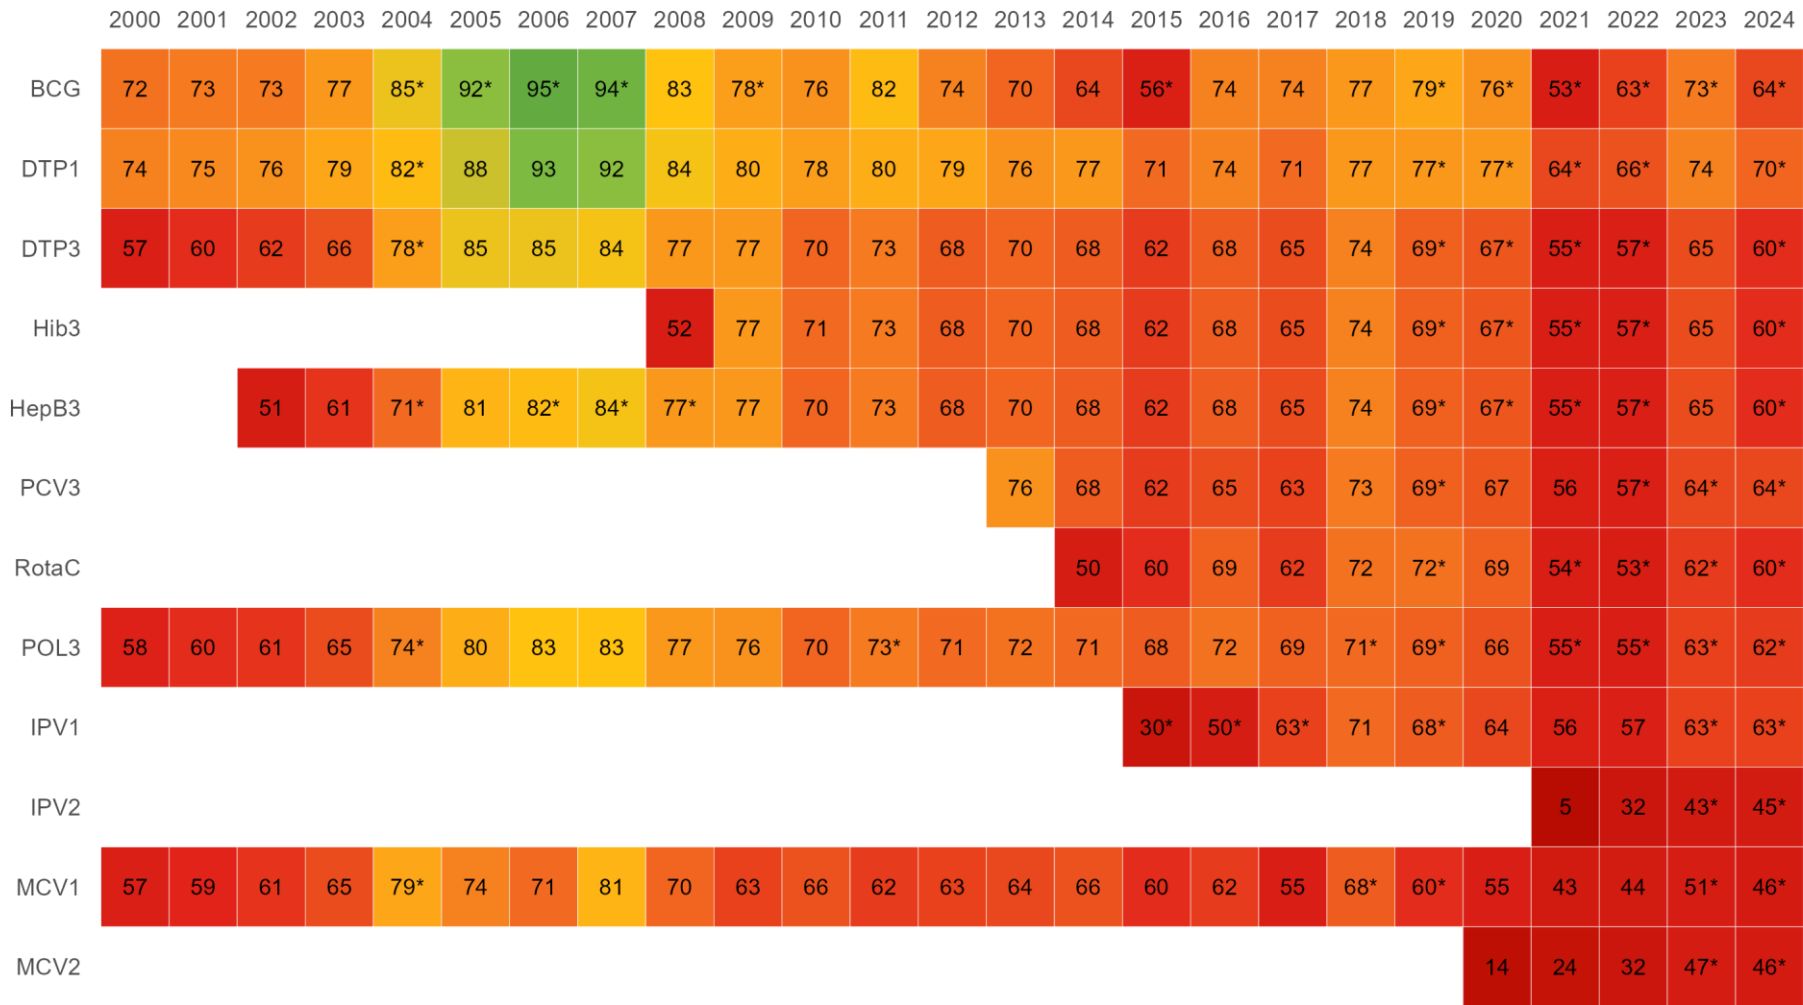 2000 2001 2002 2003 2004 2005 2006 2007 2008 2009 2010 2011 2012 2013 2014 2015 2016 2017 2018 2019 2020 2021 2022 2023 2024
BCG 72 73 73 77 85* 92* 95* 94* 83 78* 76 82 74 70 64 56* 74 74 77 79* 76* 53* 63* 73* 64*
DTP1 74 75 76 79 82* 88 93 92 84 80 78 80 79 76 77 71 74 71 77 77* 77* 64* 66* 74 70*
DTP3 57 60 62 66 78* 85 85 84 77 77 70 73 68 70 68 62 68 65 74 69* 67* 55* 57* 65 60*
Hib3 52 77 71 73 68 70 68 62 68 65 74 69* 67* 55* 57* 65 60*
HepB3 51 61 71* 81 82* 84* 77* 77 70 73 68 70 68 62 68 65 74 69* 67* 55* 57* 65 60*
PCV3 76 68 62 65 63 73 69* 67 56 57* 64* 64*
RotaC 50 60 69 62 72 72* 69 54* 53* 62* 60*
POL3 58 60 61 65 74* 80 83 83 77 76 70 73* 71 72 71 68 72 69 71* 69* 66 55* 55* 63* 62*
IPV1 30* 50* 63* 71 68* 64 56 57 63* 63*
IPV2 5 32 43* 45*
MCV1 57 59 61 65 79* 74 71 81 70 63 66 62 63 64 66 60 62 55 68* 60* 55 43 44 51* 46*
MCV2 14 24 32 47* 46*